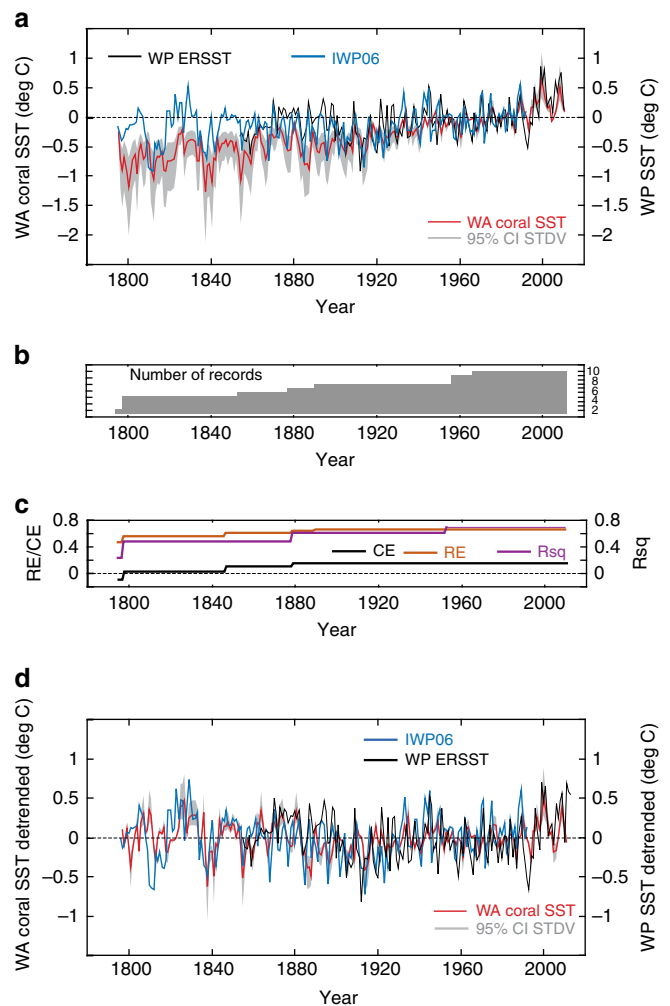 a
WP ERSST IWP06
WA coral SST (deg C)
1
0.5
0
−0.5
−1
−1.5
−2
1
0.5
0
−0.5
−1
−1.5
−2
WP SST (deg C)
WA coral SST
95% CI STDV
1800 1840 1880 1920 1960 2000
Year
b
Number of records
10
8
6
4
2
1800 1840 1880 1920 1960 2000
Year
c
RE/CE
0.8
0.4
0
CE RE Rsq
0.8
0.4
0
Rsq
1800 1840 1880 1920 1960 2000
Year
d
WA coral SST detrended (deg C)
IWP06
WP ERSST
1
0.5
0
−0.5
−1
1
0.5
0
−0.5
−1
WP SST detrended (deg C)
WA coral SST
95% CI STDV
1800 1840 1880 1920 1960 2000
Year